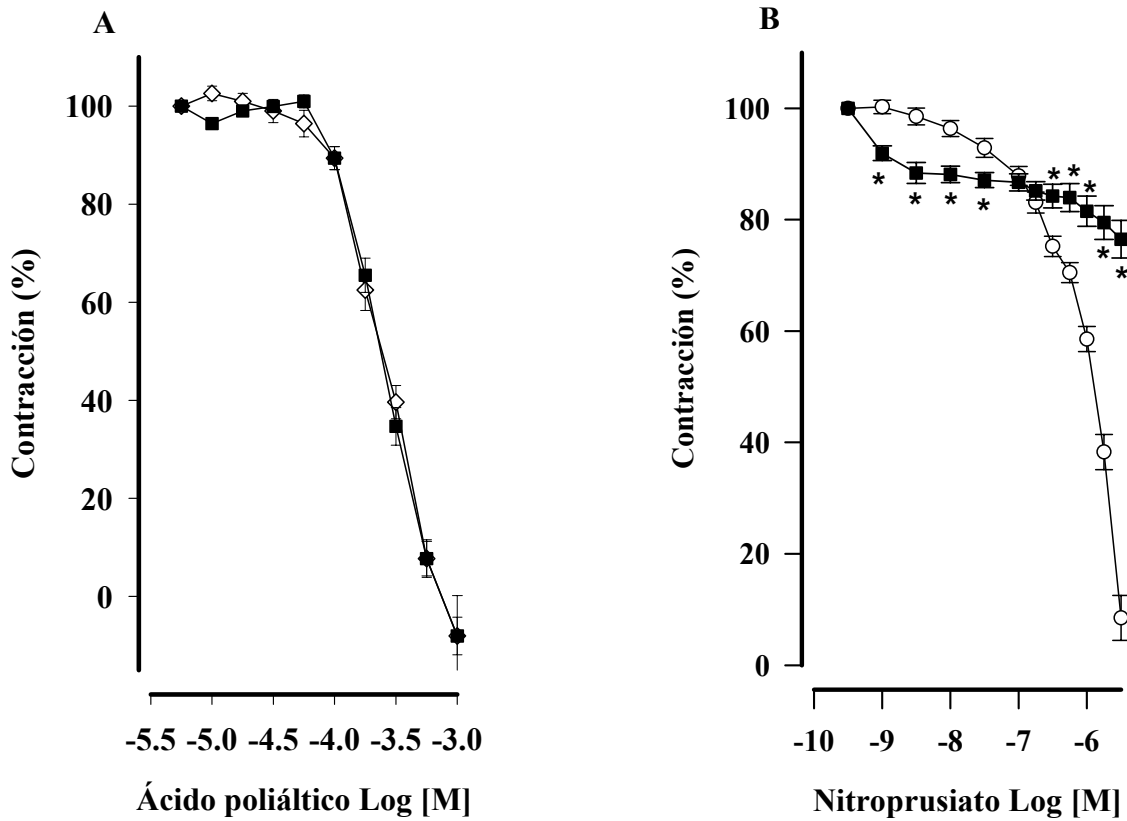 A
Contracción (%)
100
80
60
40
20
0
-5.5 -5.0 -4.5 -4.0 -3.5 -3.0
Ácido poliáltico Log [M]
B
Contracción (%)
100
80
60
40
20
0
* * * * * * * * *
-10 -9 -8 -7 -6
Nitroprusiato Log [M]